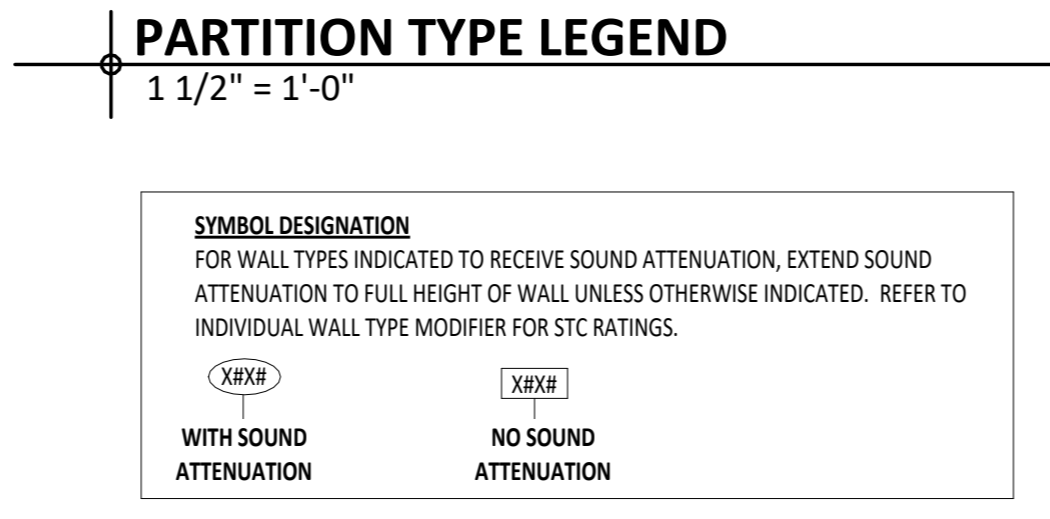 PARTITION TYPE LEGEND
1 1/2" = 1'-0"
SYMBOL DESIGNATION
FOR WALL TYPES INDICATED TO RECEIVE SOUND ATTENUATION, EXTEND SOUND
ATTENUATION TO FULL HEIGHT OF WALL UNLESS OTHERWISE INDICATED.  REFER TO
INDIVIDUAL WALL TYPE MODIFIER FOR STC RATINGS.
X#X#
WITH SOUND
ATTENUATION
X#X#
NO SOUND
ATTENUATION